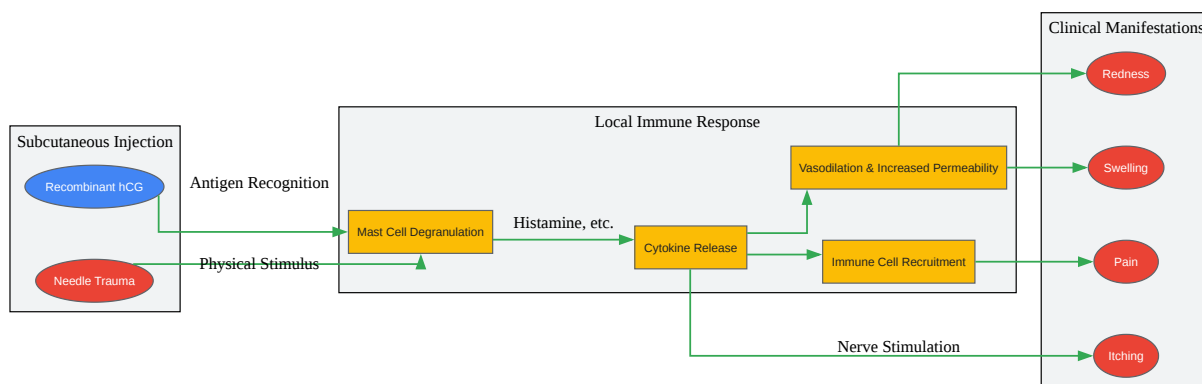 Clinical Manifestations
Redness
Local Immune Response
Subcutaneous Injection
Vasodilation & Increased Permeability
Swelling
Recombinant hCG
Antigen Recognition
Histamine, etc.
Mast Cell Degranulation
Cytokine Release
Immune Cell Recruitment
Pain
Physical Stimulus
Needle Trauma
Nerve Stimulation
Itching